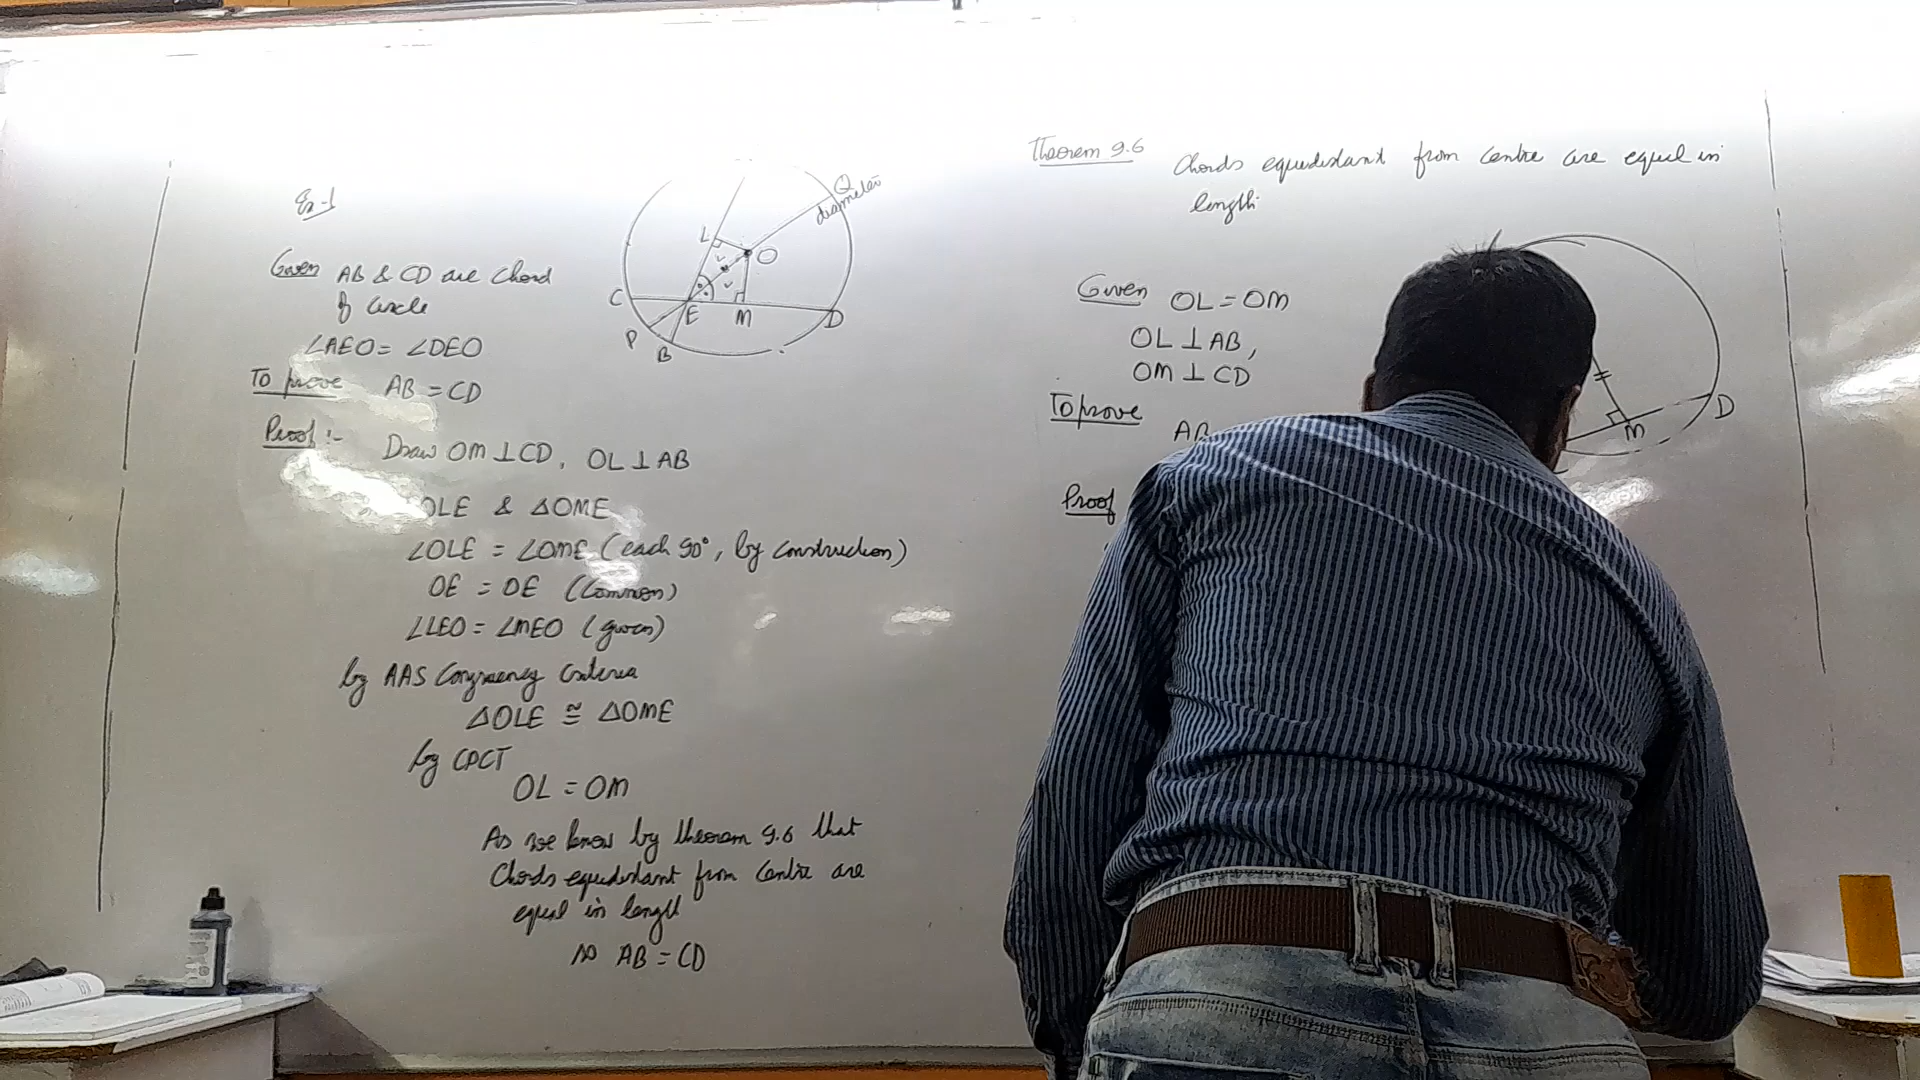 Ex-1
Given AB & CD are chord
of circle
∠AEO = ∠DEO
To prove AB = CD
Proof :- Draw OM ⊥ CD, OL ⊥ AB
OLE & △OME
∠OLE = ∠OME (each 90°, by construction)
OE = OE (Common)
∠LEO = ∠MEO (given)
by AAS Congruency Criteria
△OLE ≅ △OME
by CPCT
OL = OM
As we know by theorem 9.6 that
Chords equidistant from Centre are
equal in length
so AB = CD
Q
diameter
L
O
C
E
M
D
P
B
Theorem 9.6 Chords equidistant from centre are equal in
length
Given OL = OM
OL ⊥ AB,
OM ⊥ CD
To prove AB
Proof
M
D